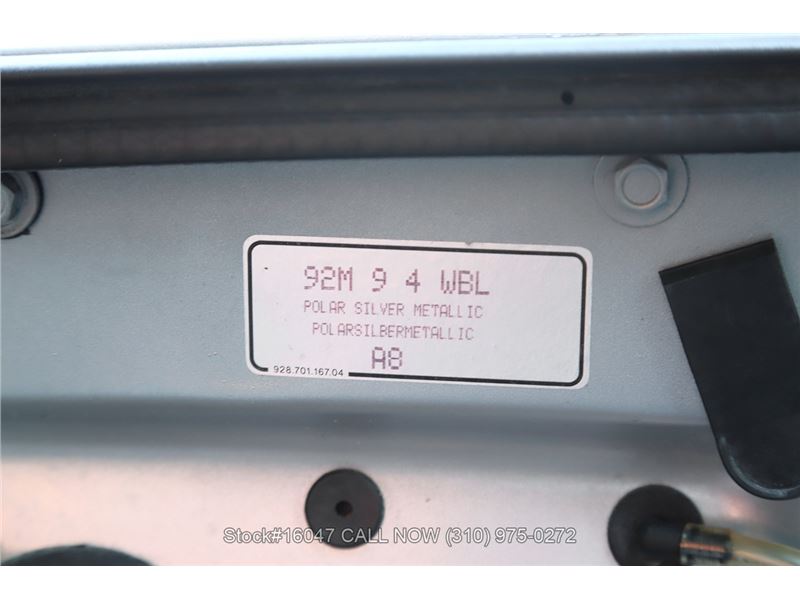 92M 9 4 WBL
POLAR SILVER METALLIC
POLARSILBERMETALLIC
A8
928.701.167.04
Stock#16047 CALL NOW (310) 975-0272